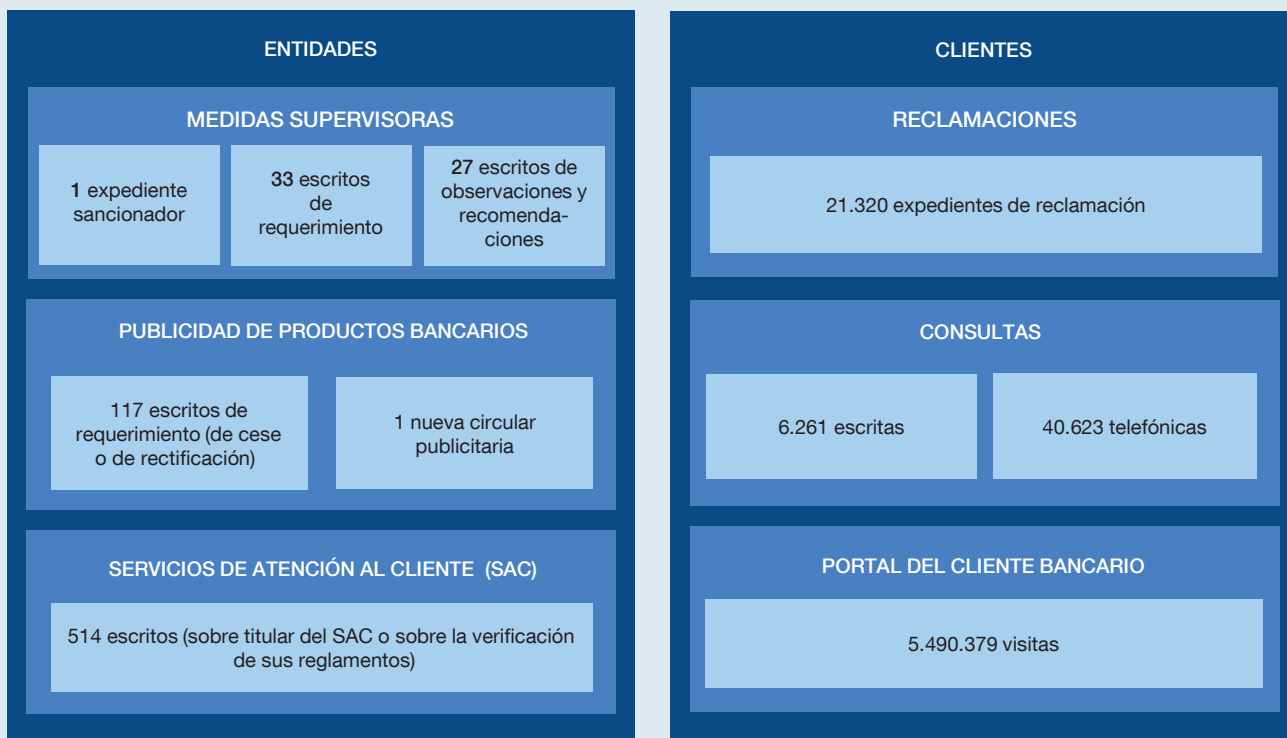 ENTIDADES
MEDIDAS SUPERVISORAS
1 expediente
sancionador
33 escritos
de
requerimiento
27 escritos de
observaciones y
recomenda-
ciones
PUBLICIDAD DE PRODUCTOS BANCARIOS
117 escritos de
requerimiento (de cese
o de rectificación)
1 nueva circular
publicitaria
SERVICIOS DE ATENCIÓN AL CLIENTE (SAC)
514 escritos (sobre titular del SAC o sobre la verificación
de sus reglamentos)
CLIENTES
RECLAMACIONES
21.320 expedientes de reclamación
CONSULTAS
6.261 escritas
40.623 telefónicas
PORTAL DEL CLIENTE BANCARIO
5.490.379 visitas